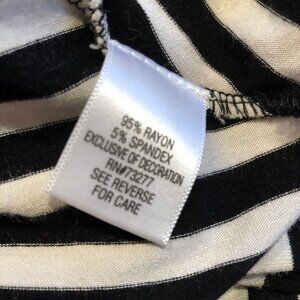 95% RAYON
5% SPANDEX
EXCLUSIVE OF DECORATION
RN#73277
SEE REVERSE
FOR CARE